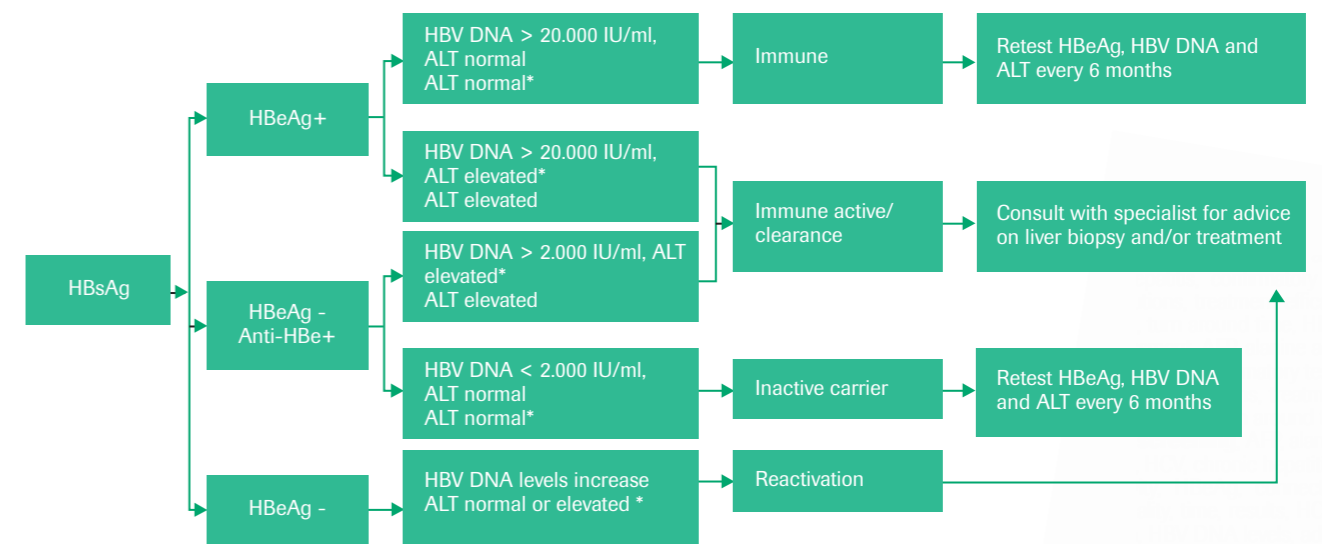 HBsAg
HBeAg+
HBV DNA > 20.000 IU/ml,
ALT normal
ALT normal*
Immune
Retest HBeAg, HBV DNA and
ALT every 6 months
HBV DNA > 20.000 IU/ml,
ALT elevated*
ALT elevated
Immune active/
clearance
Consult with specialist for advice
on liver biopsy and/or treatment
HBeAg -
Anti-HBe+
HBV DNA > 2.000 IU/ml, ALT
elevated*
ALT elevated
HBV DNA < 2.000 IU/ml,
ALT normal
ALT normal*
Inactive carrier
Retest HBeAg, HBV DNA
and ALT every 6 months
HBeAg -
HBV DNA levels increase
ALT normal or elevated *
Reactivation